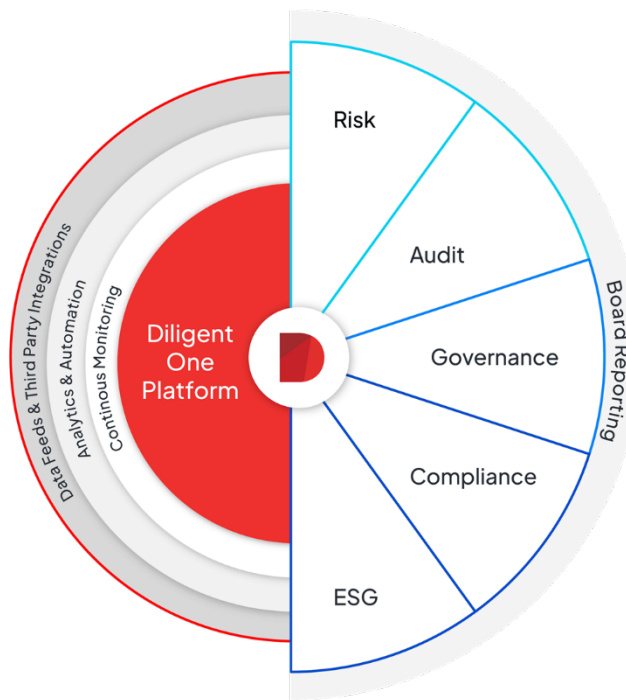 Data Feeds & Third Party Integrations
Analytics & Automation
Continous Monitoring
Diligent
One
Platform
Risk
Audit
Governance
Compliance
ESG
Board Reporting